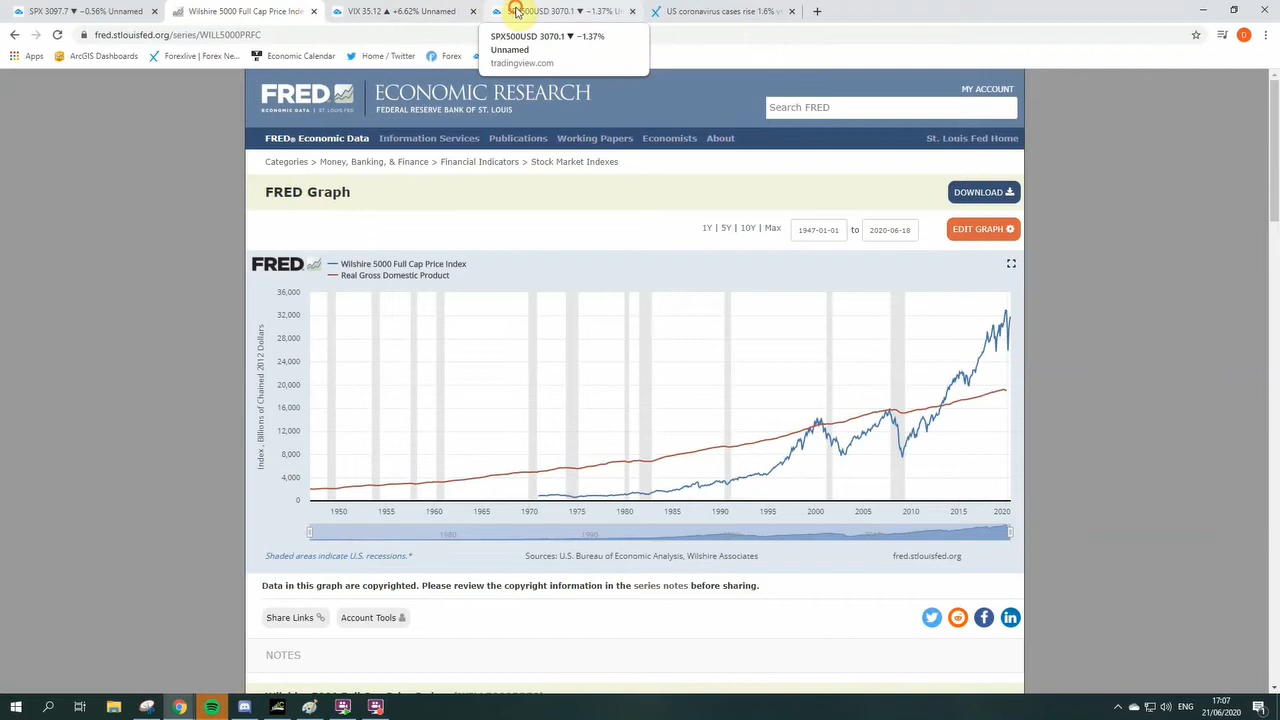 SPX 3097.7 ▼ −0.56% Unnamed
Wilshire 5000 Full Cap Price Inde
VIX 35.12 ▲ +6.62% Unnamed
500USD 3070.1 ▼ −1.37% U
US coronavirus cases rise 1.6% v
fred.stlouisfed.org/series/WILL5000PRFC
SPX500USD 3070.1 ▼ −1.37%
Unnamed
tradingview.com
Apps
ArcGIS Dashboards
Forexlive | Forex Ne...
Economic Calendar
Home / Twitter
Forex
FRED
ECONOMIC DATA | ST. LOUIS FED
ECONOMIC RESEARCH
FEDERAL RESERVE BANK OF ST. LOUIS
MY ACCOUNT
Search FRED
FRED® Economic Data
Information Services
Publications
Working Papers
Economists
About
St. Louis Fed Home
Categories > Money, Banking, & Finance > Financial Indicators > Stock Market Indexes
FRED Graph
DOWNLOAD
1Y | 5Y | 10Y | Max
1947-01-01 to 2020-06-18
EDIT GRAPH
FRED
Wilshire 5000 Full Cap Price Index
Real Gross Domestic Product
Index , Billions of Chained 2012 Dollars
36,000
32,000
28,000
24,000
20,000
16,000
12,000
8,000
4,000
0
1950 1955 1960 1965 1970 1975 1980 1985 1990 1995 2000 2005 2010 2015 2020
1980 1990
Shaded areas indicate U.S. recessions.*
Sources: U.S. Bureau of Economic Analysis, Wilshire Associates
fred.stlouisfed.org
Data in this graph are copyrighted. Please review the copyright information in the series notes before sharing.
Share Links
Account Tools
NOTES
ENG
17:07
21/06/2020